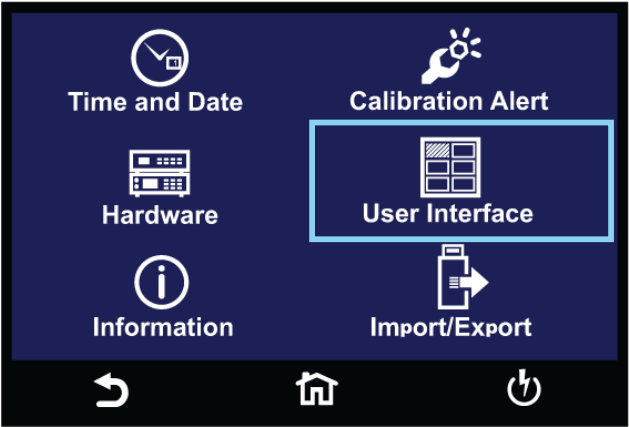 Time and Date
Calibration Alert
Hardware
User Interface
Information
Import/Export